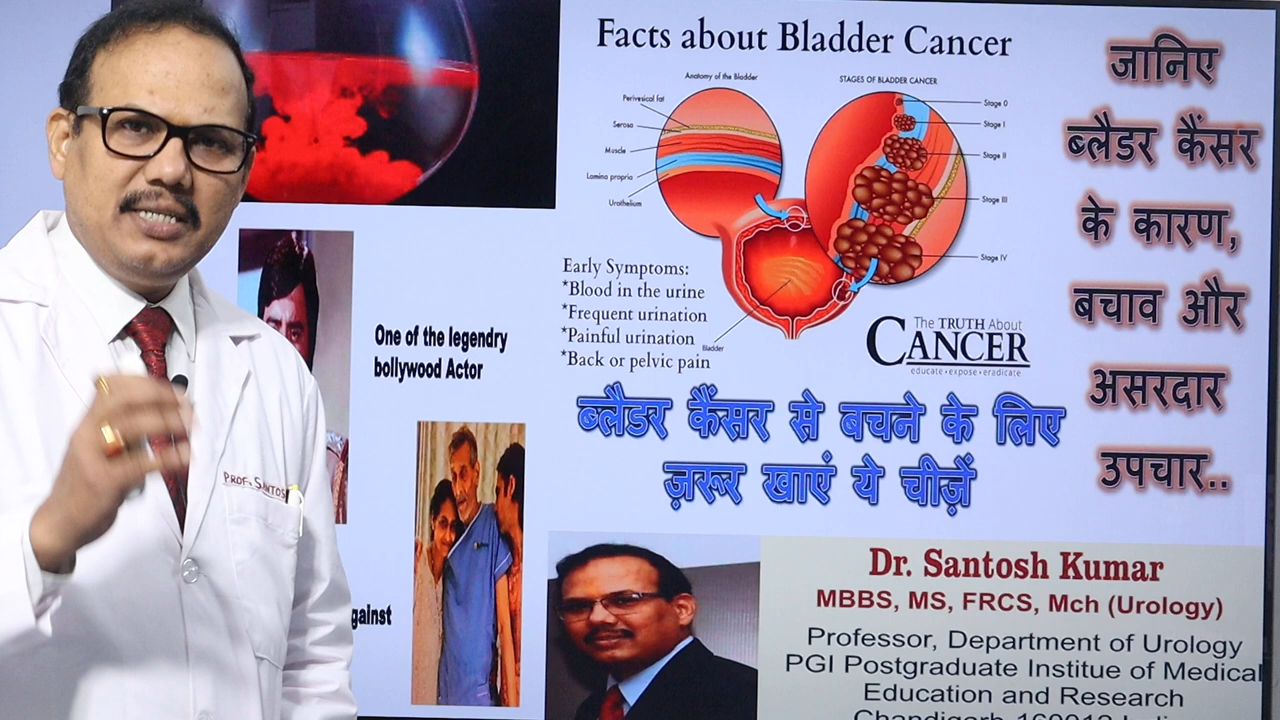 Facts about Bladder Cancer
Anatomy of the Bladder
Perivesical fat
Serosa
Muscle
Lamina propria
Urothelium
STAGES OF BLADDER CANCER
Stage 0
Stage I
Stage II
Stage III
Stage IV
Bladder
Early Symptoms:
*Blood in the urine
*Frequent urination
*Painful urination
*Back or pelvic pain
The TRUTH About
CANCER
educate • expose • eradicate
जानिए
ब्लैडर कैंसर
के कारण,
बचाव और
असरदार
उपचार..
One of the legendry
bollywood Actor
ब्लैडर कैंसर से बचने के लिए
ज़रूर खाएं ये चीज़ें
gainst
PROF. SANTOS
Dr. Santosh Kumar
MBBS, MS, FRCS, Mch (Urology)
Professor, Department of Urology
PGI Postgraduate Institue of Medical
Education and Research
Chandigarh-160012